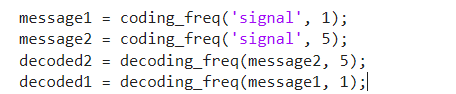 message1 = coding_freq('signal', 1);
message2 = coding_freq('signal', 5);
decoded2 = decoding_freq(message2, 5);
decoded1 = decoding_freq(message1, 1);